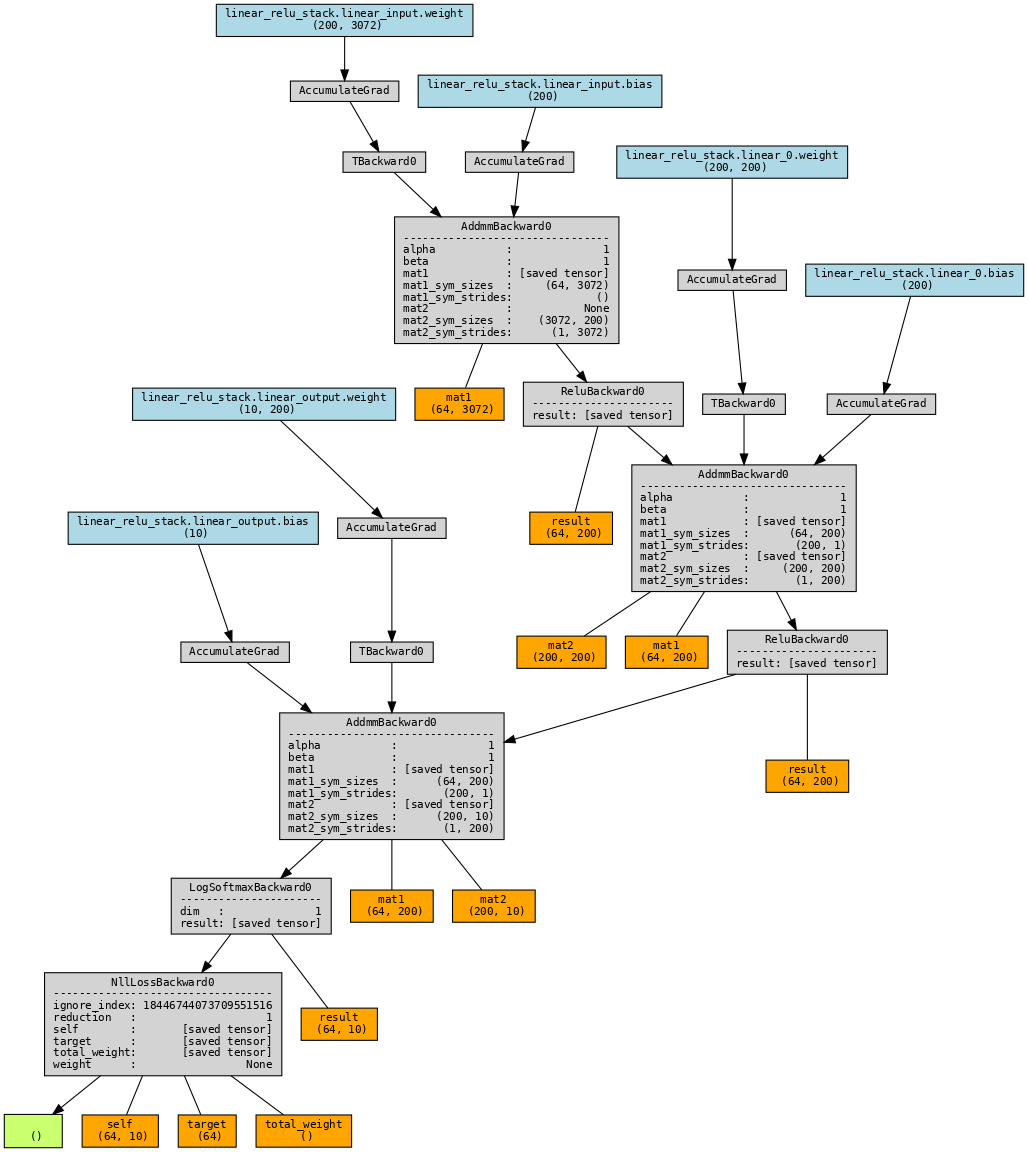 linear_relu_stack.linear_input.weight
(200, 3072)
AccumulateGrad
linear_relu_stack.linear_input.bias
(200)
TBackward0
AccumulateGrad
linear_relu_stack.linear_0.weight
(200, 200)
AddmmBackward0
--------------------------------
alpha           :              1
beta            :              1
mat1            : [saved tensor]
mat1_sym_sizes  :     (64, 3072)
mat1_sym_strides:             ()
mat2            :           None
mat2_sym_sizes  :    (3072, 200)
mat2_sym_strides:      (1, 3072)
AccumulateGrad
linear_relu_stack.linear_0.bias
(200)
linear_relu_stack.linear_output.weight
(10, 200)
mat1
(64, 3072)
ReluBackward0
----------------------
result: [saved tensor]
TBackward0
AccumulateGrad
AddmmBackward0
--------------------------------
alpha           :              1
beta            :              1
mat1            : [saved tensor]
mat1_sym_sizes  :      (64, 200)
mat1_sym_strides:       (200, 1)
mat2            : [saved tensor]
mat2_sym_sizes  :     (200, 200)
mat2_sym_strides:       (1, 200)
linear_relu_stack.linear_output.bias
(10)
AccumulateGrad
result
(64, 200)
AccumulateGrad
TBackward0
mat2
(200, 200)
mat1
(64, 200)
ReluBackward0
----------------------
result: [saved tensor]
AddmmBackward0
--------------------------------
alpha           :              1
beta            :              1
mat1            : [saved tensor]
mat1_sym_sizes  :      (64, 200)
mat1_sym_strides:       (200, 1)
mat2            : [saved tensor]
mat2_sym_sizes  :      (200, 10)
mat2_sym_strides:       (1, 200)
result
(64, 200)
LogSoftmaxBackward0
----------------------
dim   :              1
result: [saved tensor]
mat1
(64, 200)
mat2
(200, 10)
NllLossBackward0
----------------------------------
ignore_index: 18446744073709551516
reduction   :                    1
self        :       [saved tensor]
target      :       [saved tensor]
total_weight:       [saved tensor]
weight      :                 None
result
(64, 10)
()
self
(64, 10)
target
(64)
total_weight
()